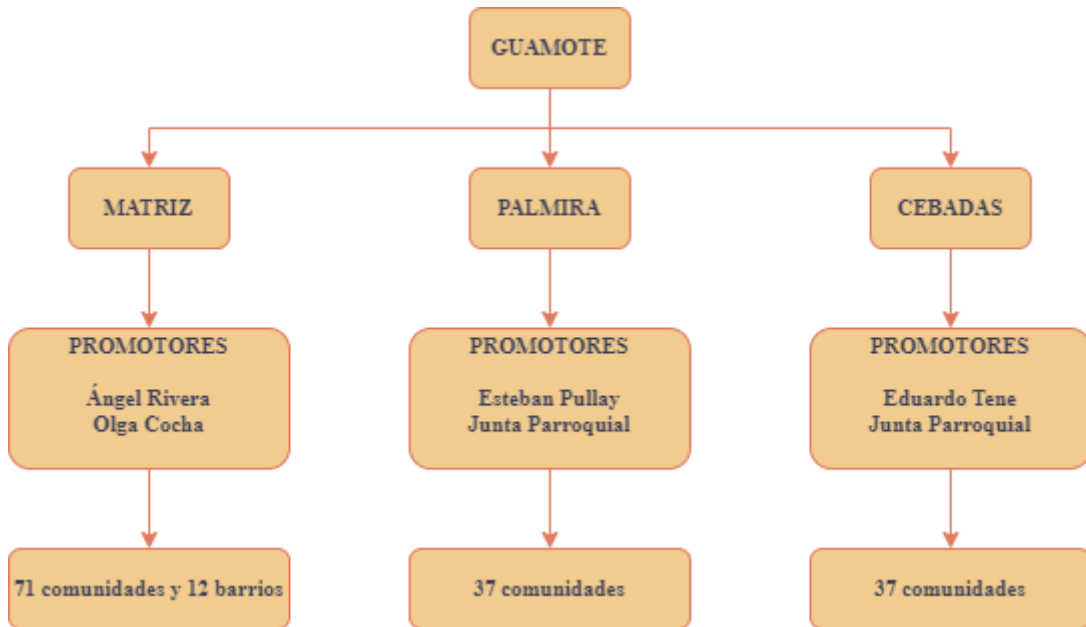 GUAMOTE
MATRIZ
PALMIRA
CEBADAS
PROMOTORES
Ángel Rivera
Olga Cocha
PROMOTORES
Esteban Pullay
Junta Parroquial
PROMOTORES
Eduardo Tene
Junta Parroquial
71 comunidades y 12 barrios
37 comunidades
37 comunidades